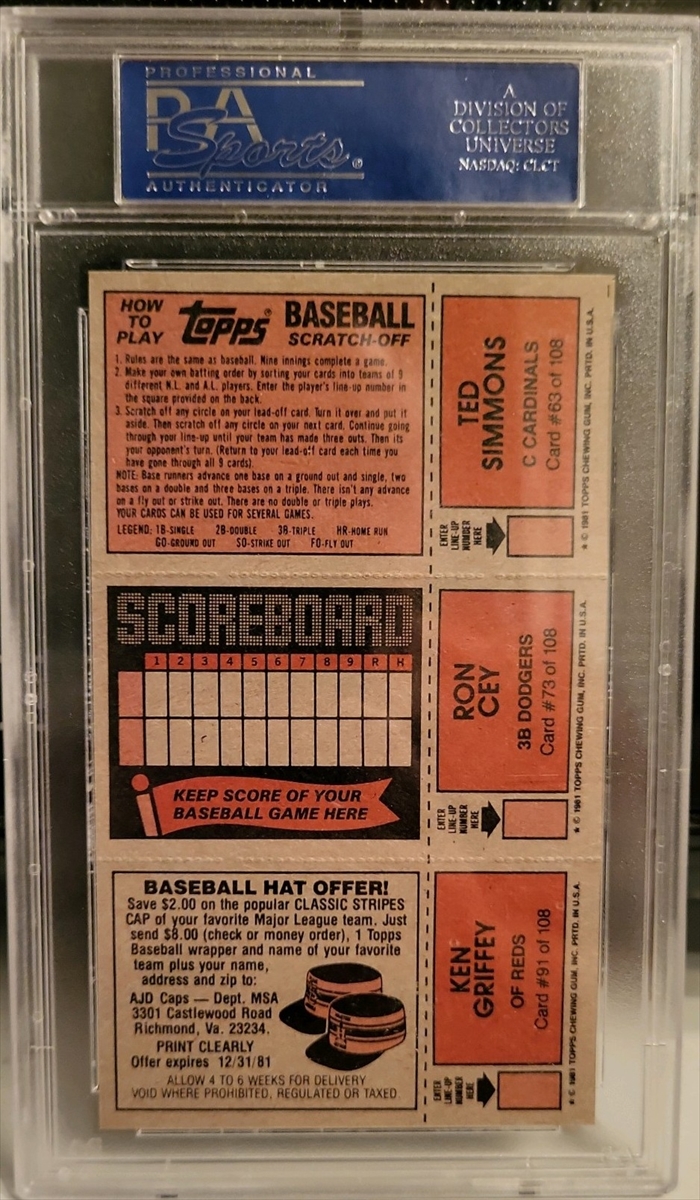 PROFESSIONAL
PSA
Sports®
AUTHENTICATOR
A
DIVISION OF
COLLECTORS
UNIVERSE
NASDAQ: CLCT
HOW
TO
PLAY
Topps®
BASEBALL
SCRATCH-OFF
1. Rules are the same as baseball. Nine innings complete a game.
2. Make your own batting order by sorting your cards into teams of 9
different N.L. and A.L. players. Enter the player's line-up number in
the square provided on the back.
3. Scratch off any circle on your lead-off card. Turn it over and put it
aside. Then scratch off any circle on your next card. Continue going
through your line-up until your team has made three outs. Then its
your opponent's turn. (Return to your lead-off card each time you
have gone through all 9 cards).
NOTE: Base runners advance one base on a ground out and single, two
bases on a double and three bases on a triple. There isn't any advance
on a fly out or strike out. There are no double or triple plays.
YOUR CARDS CAN BE USED FOR SEVERAL GAMES.
LEGEND: 1B-SINGLE 2B-DOUBLE 3B-TRIPLE HR-HOME RUN
GO-GROUND OUT SO-STRIKE OUT FO-FLY OUT
TED
SIMMONS
C CARDINALS
Card #63 of 108
ENTER
LINE-UP
NUMBER
HERE
* © 1981 TOPPS CHEWING GUM, INC. PRTD. IN U.S.A.
SCOREBOARD
1 2 3 4 5 6 7 8 9 R H
KEEP SCORE OF YOUR
BASEBALL GAME HERE
RON
CEY
3B DODGERS
Card #73 of 108
ENTER
LINE-UP
NUMBER
HERE
* © 1981 TOPPS CHEWING GUM, INC. PRTD. IN U.S.A.
BASEBALL HAT OFFER!
Save $2.00 on the popular CLASSIC STRIPES
CAP of your favorite Major League team. Just
send $8.00 (check or money order), 1 Topps
Baseball wrapper and name of your favorite
team plus your name,
address and zip to:
AJD Caps — Dept. MSA
3301 Castlewood Road
Richmond, Va. 23234.
PRINT CLEARLY
Offer expires 12/31/81
ALLOW 4 TO 6 WEEKS FOR DELIVERY
VOID WHERE PROHIBITED, REGULATED OR TAXED.
KEN
GRIFFEY
OF REDS
Card #91 of 108
ENTER
LINE-UP
NUMBER
HERE
* © 1981 TOPPS CHEWING GUM, INC. PRTD. IN U.S.A.